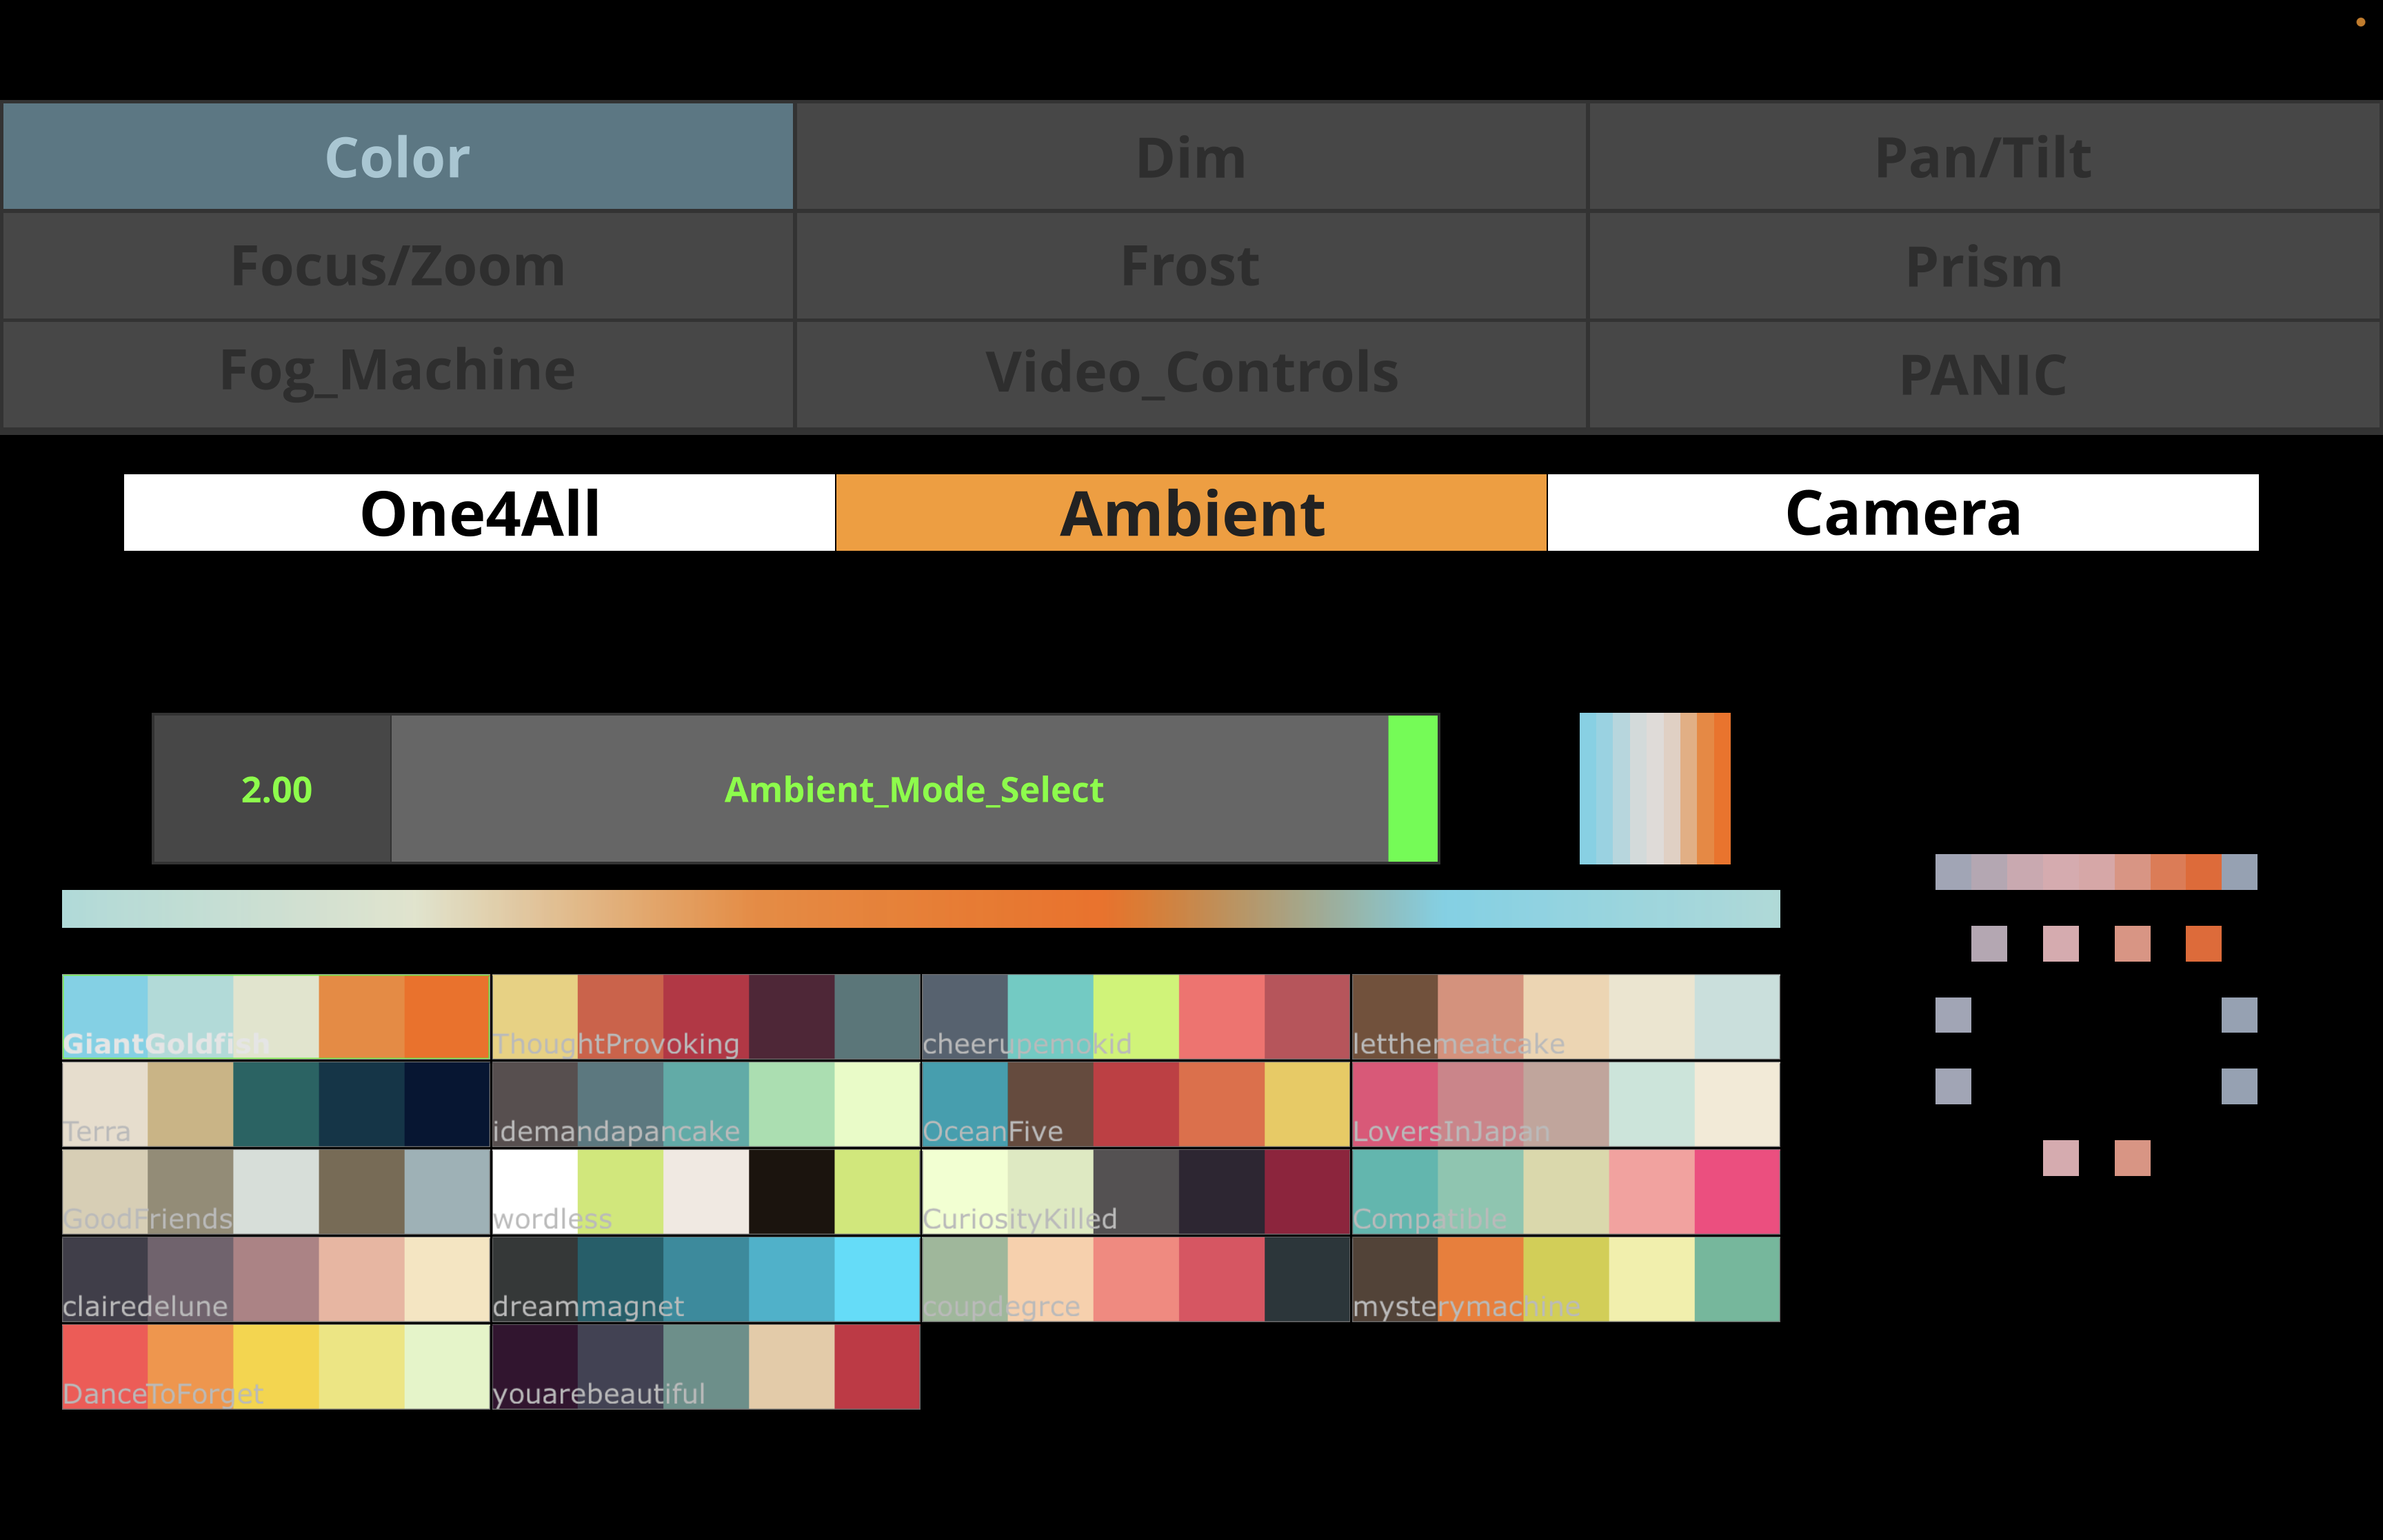 Color Dim Pan/Tilt
Focus/Zoom Frost Prism
Fog_Machine Video_Controls PANIC
One4All Ambient Camera
2.00 Ambient_Mode_Select
GiantGoldfish ThoughtProvoking cheerupemokid letthemeatcake
Terra idemandapancake OceanFive LoversInJapan
GoodFriends wordless CuriosityKilled Compatible
clairedelune dreammagnet coupdegrce mysterymachine
DanceToForget youarebeautiful